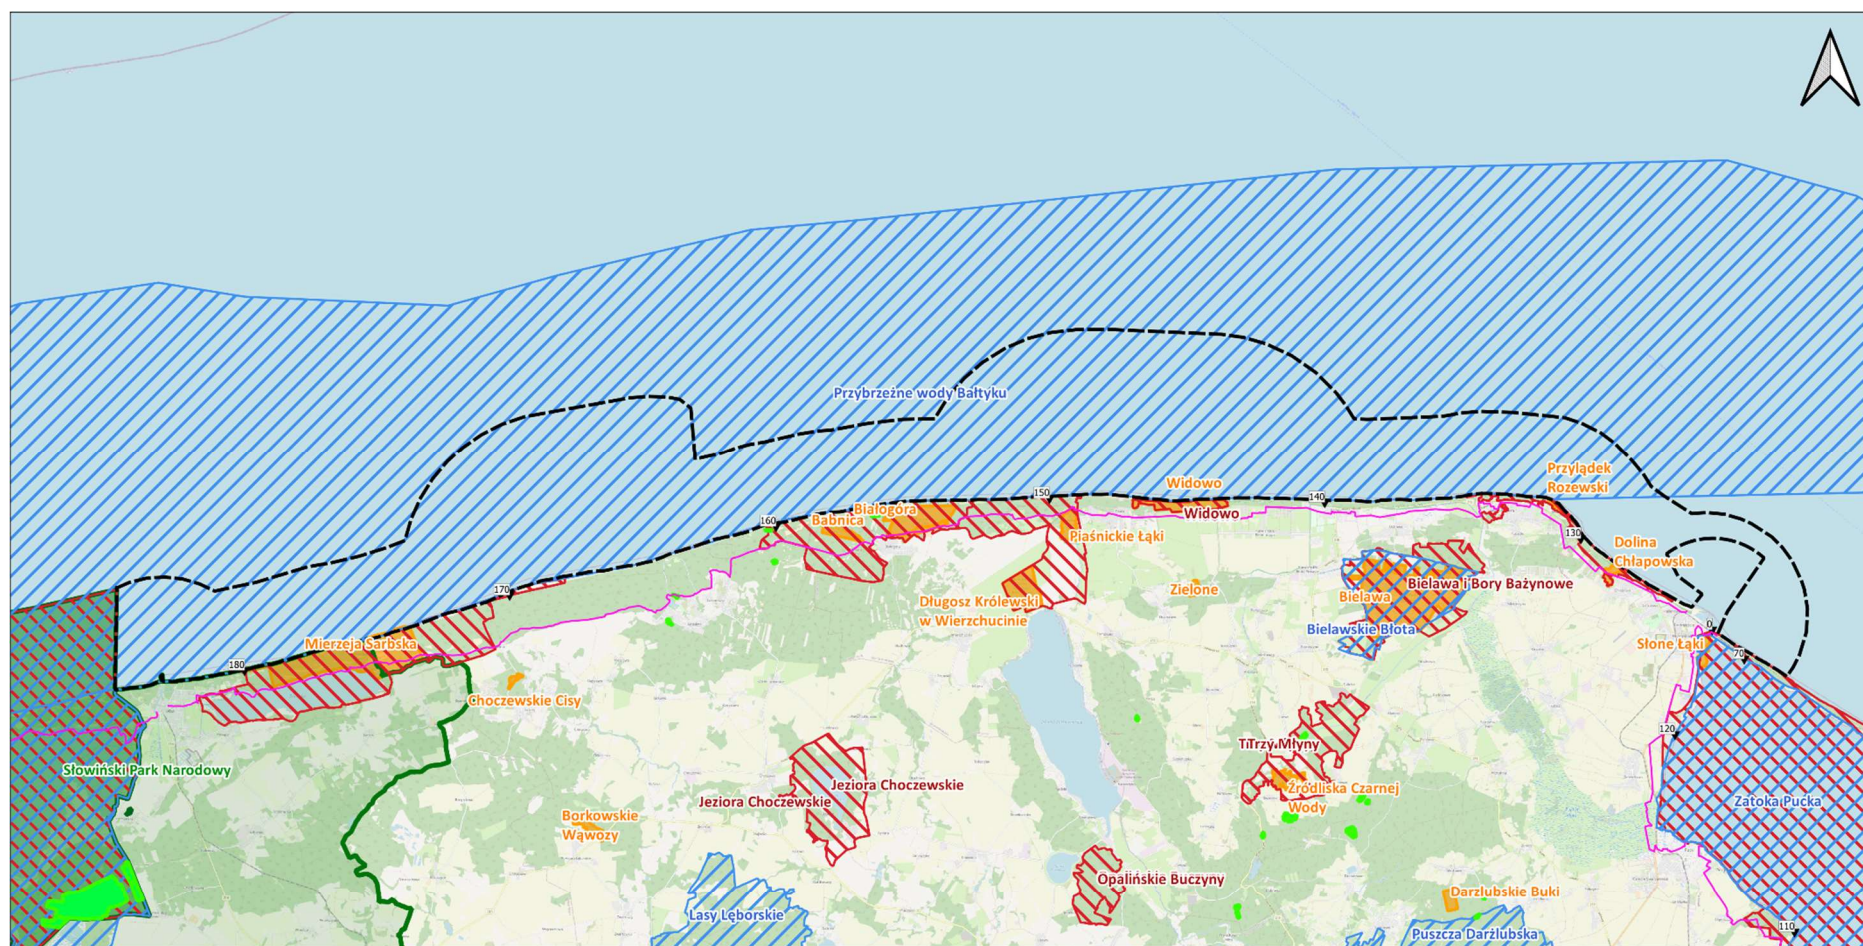 Przybrzeżne wody Bałtyku
Przylądek
Rozewski
Widowo
150
140
Białogóra
Widowo
Babnica
160
Piaśnickie Łąki
130
Dolina
Chłapowska
Bielawa i Bory Bażynowe
170
Zielone
Bielawa
Długosz Królewski
w Wierzchucinie
Bielawskie Błota
0
Mierzeja Sarbska
Słone Łąki
70
180
Choczewskie Cisy
120
TiTrzy Młyny
Słowiński Park Narodowy
Jeziora Choczewskie
Źródliska Czarnej
Wody
Jeziora Choczewskie
Zatoka Pucka
Borkowskie
Wąwozy
Opalińskie Buczyny
Darżlubskie Buki
Lasy Lęborskie
110
Puszcza Darżlubska